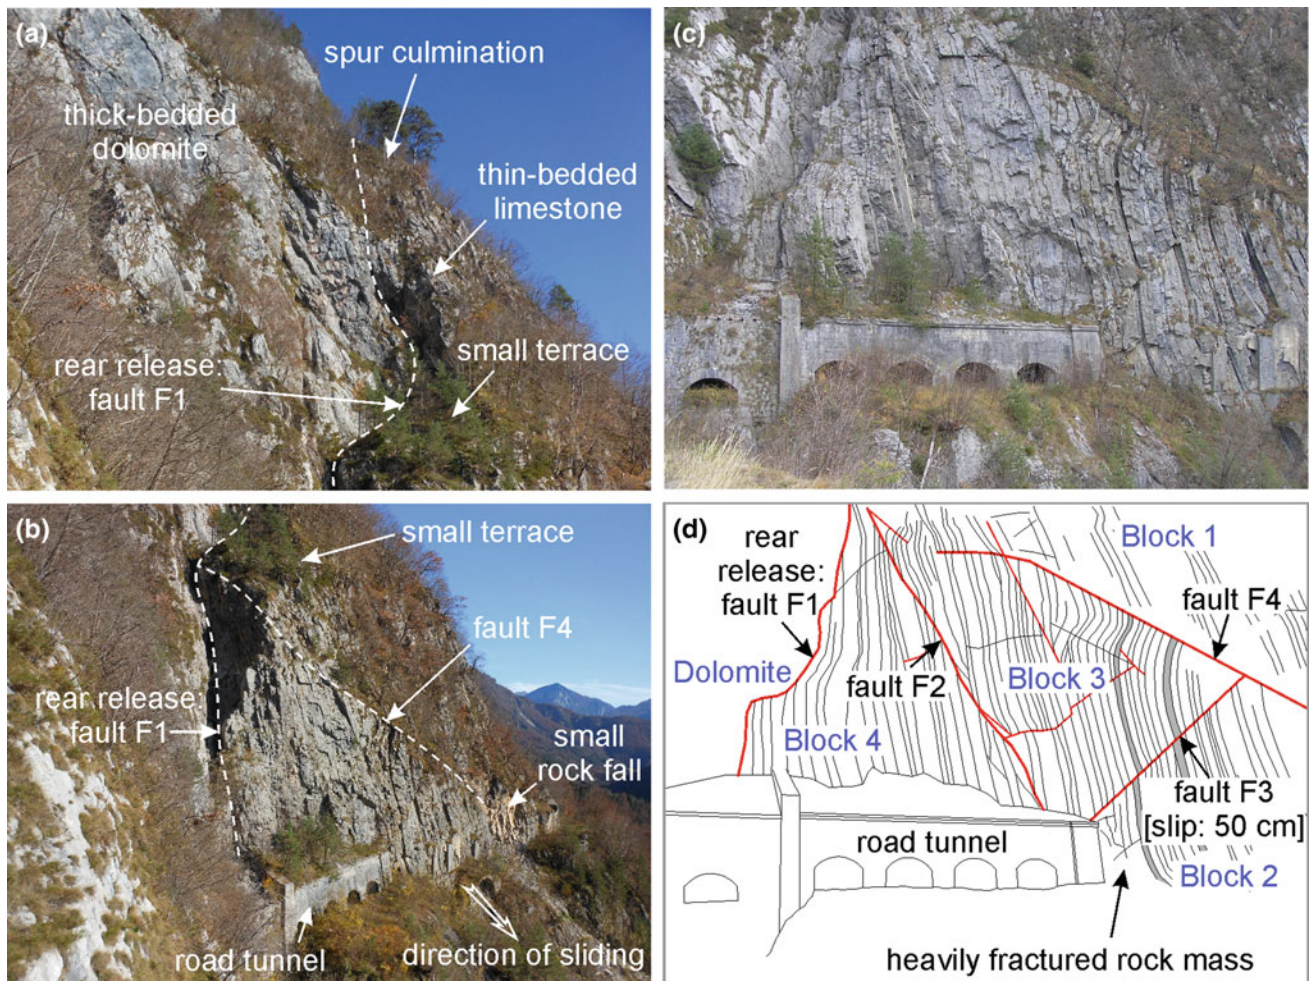 (a)
spur culmination
thick-bedded
dolomite
thin-bedded
limestone
rear release:
fault F1
small terrace
(b)
small terrace
fault F4
rear release:
fault F1
small
rock fall
road tunnel
direction of sliding
(c)
(d)
rear
release:
fault F1
Block 1
fault F4
Dolomite
fault F2
Block 3
Block 4
fault F3
[slip: 50 cm]
road tunnel
Block 2
heavily fractured rock mass